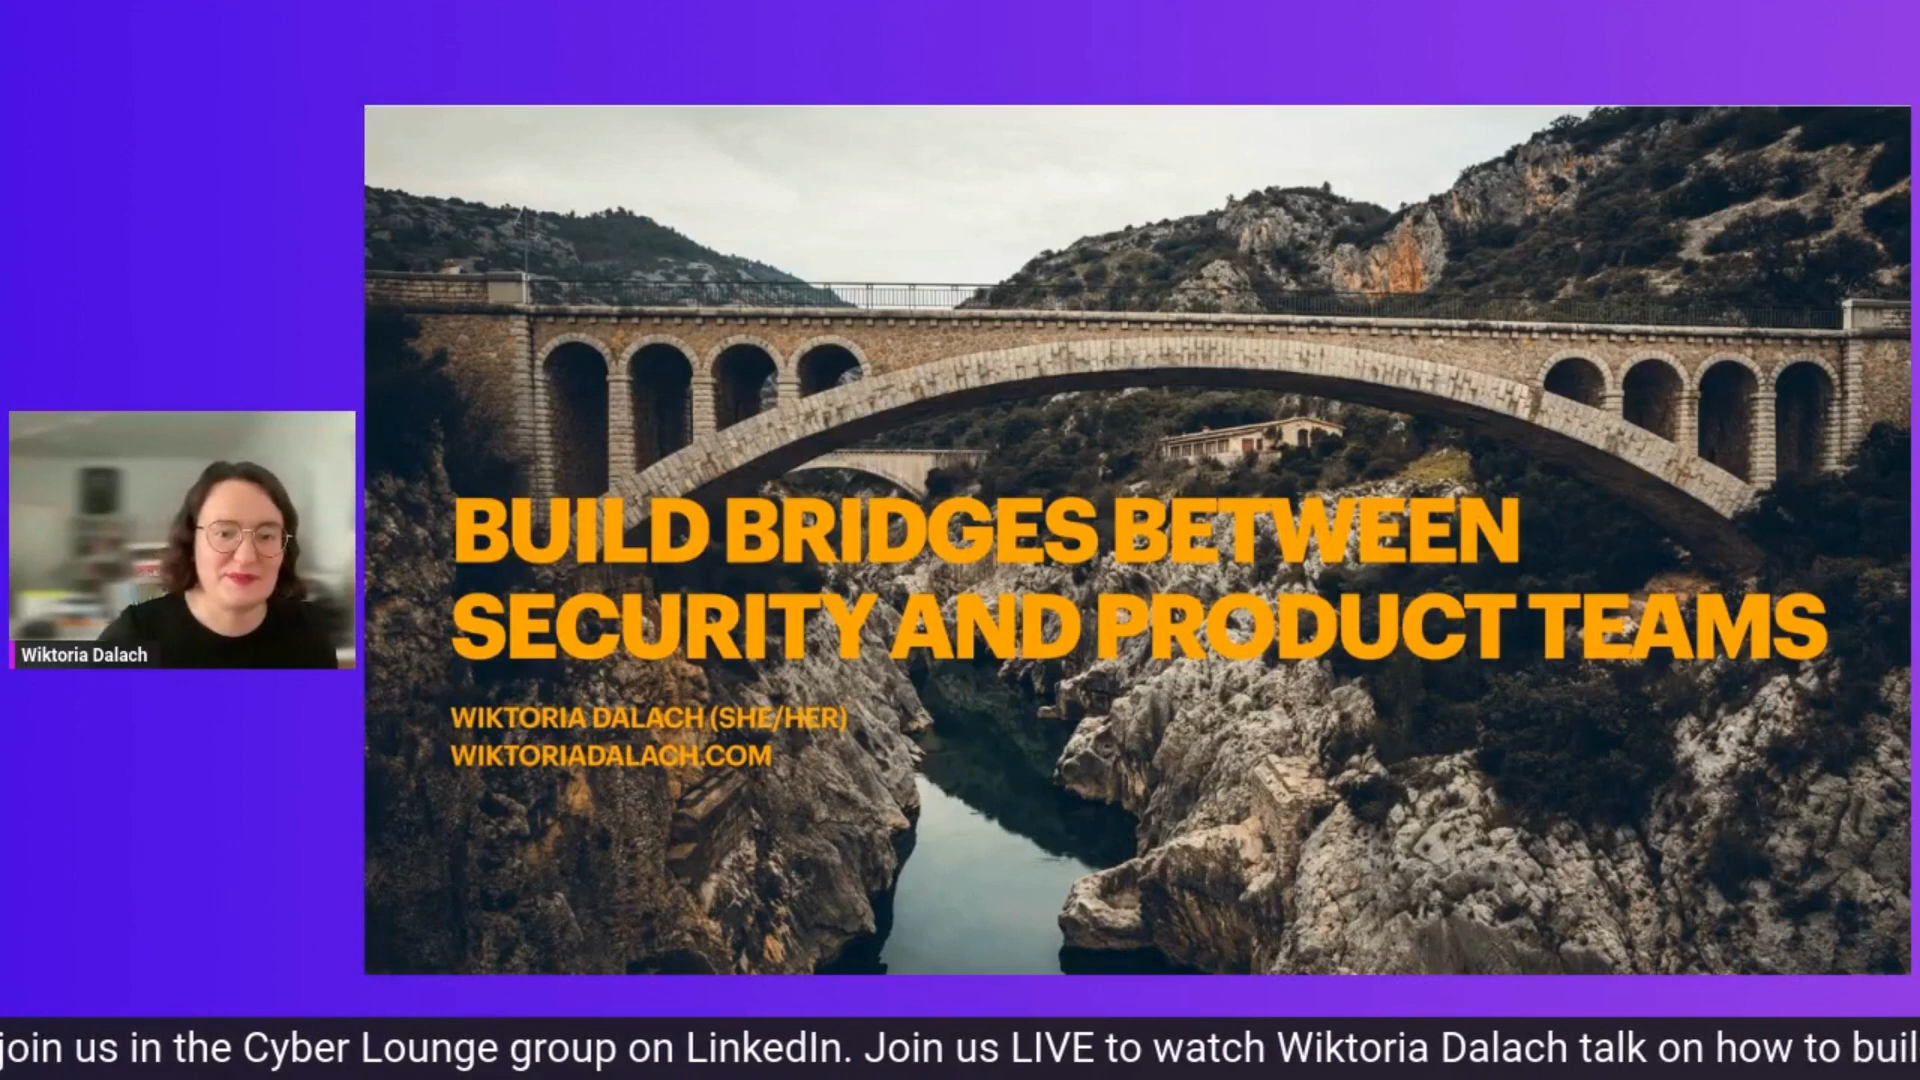 BUILD BRIDGES BETWEEN
SECURITY AND PRODUCT TEAMS
WIKTORIA DALACH (SHE/HER)
WIKTORIADALACH.COM
Wiktoria Dalach
join us in the Cyber Lounge group on LinkedIn. Join us LIVE to watch Wiktoria Dalach talk on how to buil